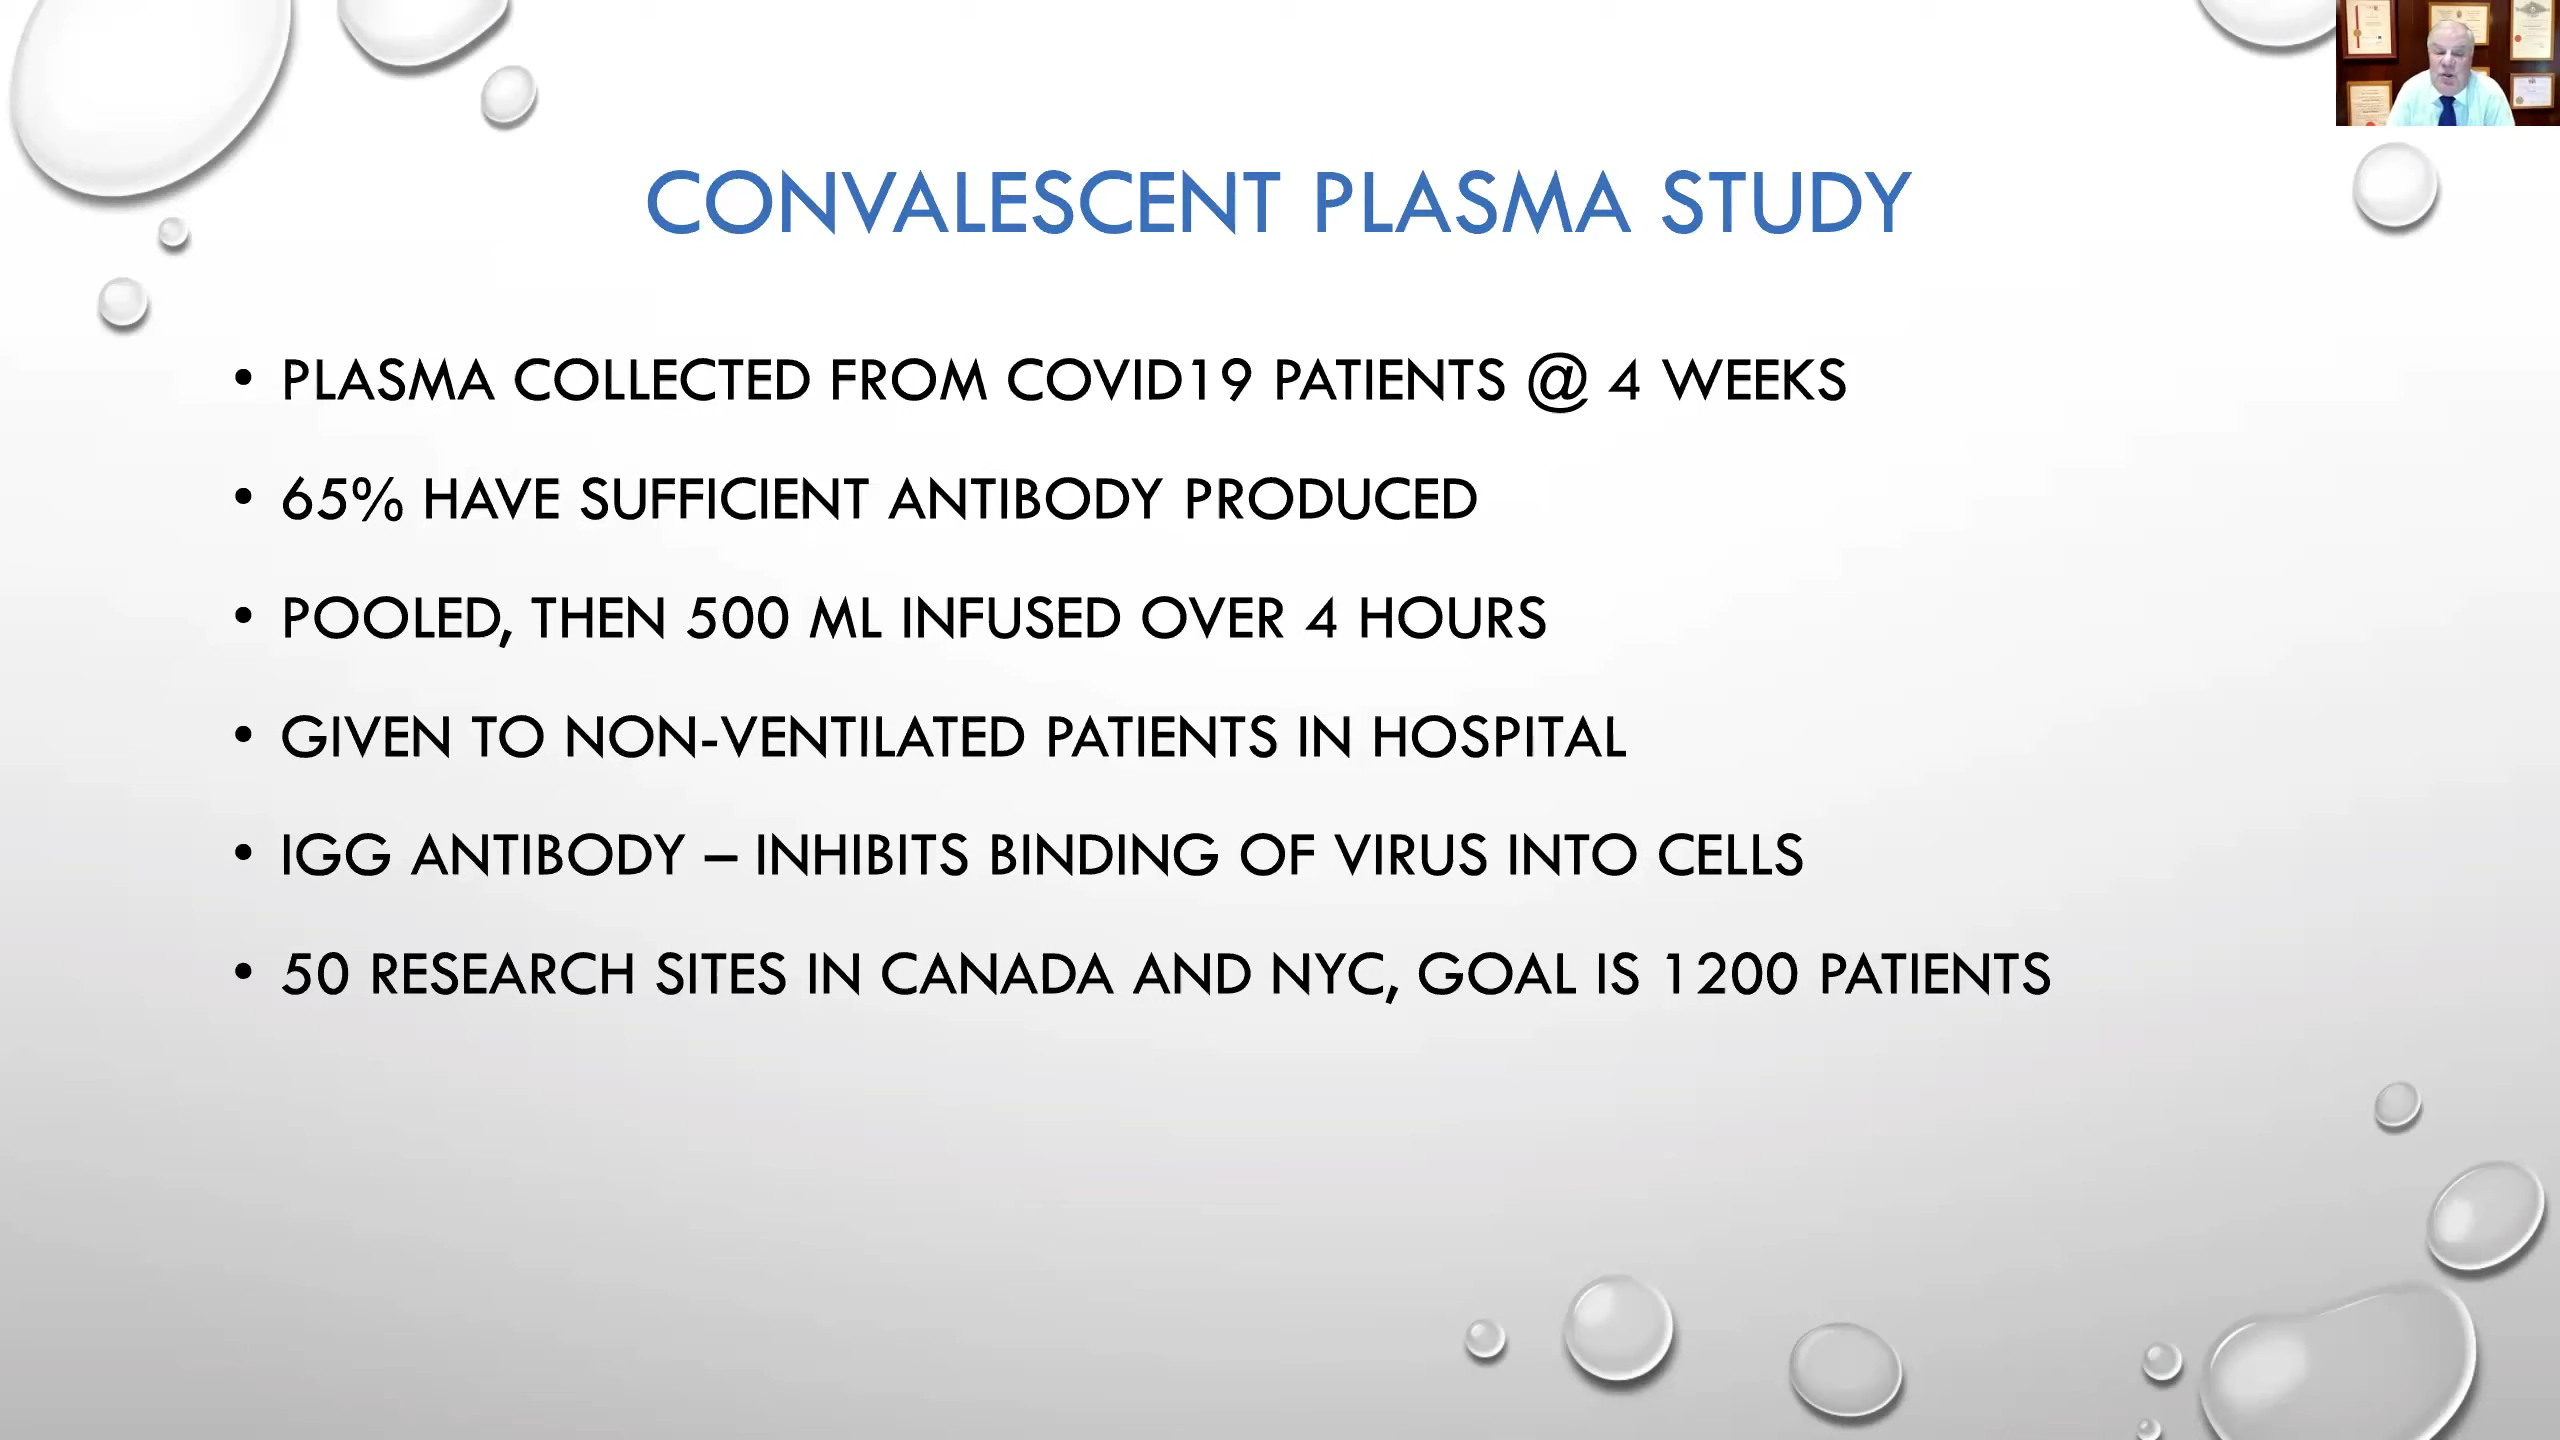 CONVALESCENT PLASMA STUDY
• PLASMA COLLECTED FROM COVID19 PATIENTS @ 4 WEEKS
• 65% HAVE SUFFICIENT ANTIBODY PRODUCED
• POOLED, THEN 500 ML INFUSED OVER 4 HOURS
• GIVEN TO NON-VENTILATED PATIENTS IN HOSPITAL
• IGG ANTIBODY – INHIBITS BINDING OF VIRUS INTO CELLS
• 50 RESEARCH SITES IN CANADA AND NYC, GOAL IS 1200 PATIENTS